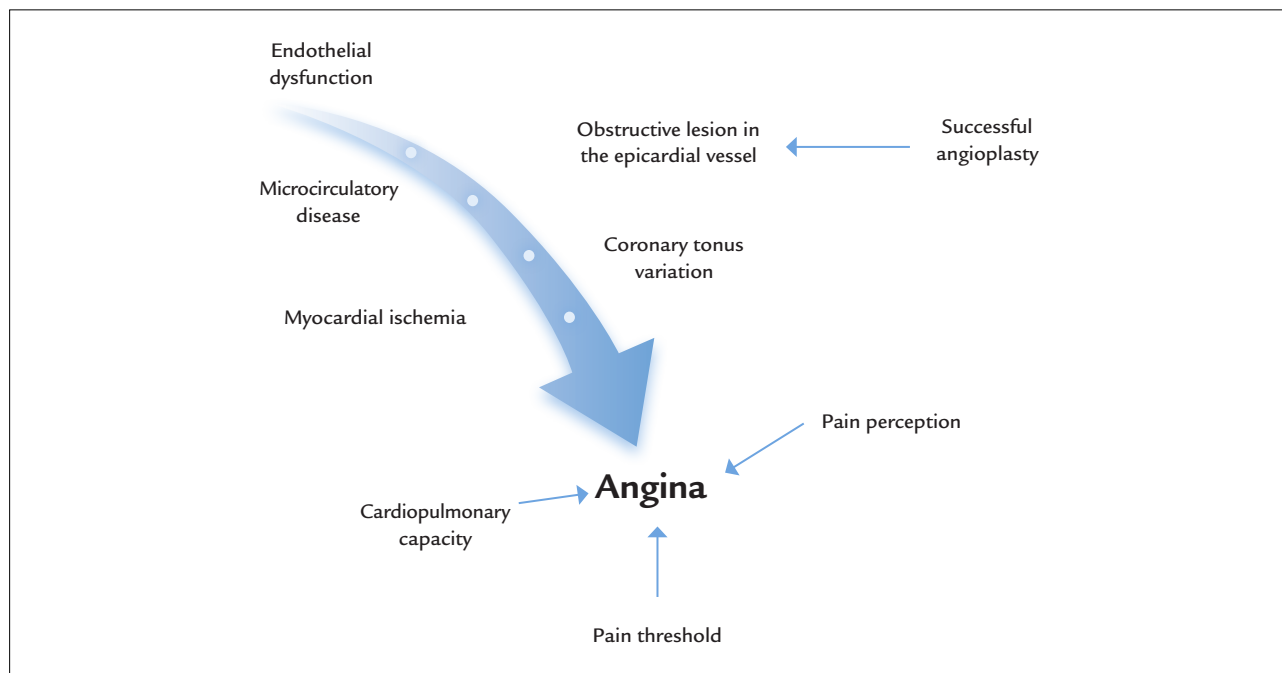 Endothelial
dysfunction
Obstructive lesion in
the epicardial vessel
Successful
angioplasty
Microcirculatory
disease
Coronary tonus
variation
Myocardial ischemia
Pain perception
Angina
Cardiopulmonary
capacity
Pain threshold